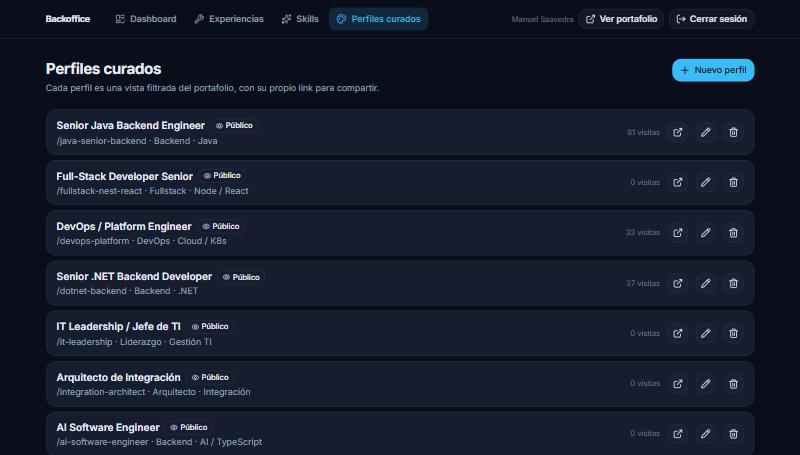 Backoffice
Dashboard
Experiencias
Skills
Perfiles curados
Manuel Saavedra
Ver portafolio
Cerrar sesión
Perfiles curados
Nuevo perfil
Cada perfil es una vista filtrada del portafolio, con su propio link para compartir.
Senior Java Backend Engineer Público
81 visitas
/java-senior-backend · Backend · Java
Full-Stack Developer Senior Público
0 visitas
/fullstack-nest-react · Fullstack · Node / React
DevOps / Platform Engineer Público
33 visitas
/devops-platform · DevOps · Cloud / K8s
Senior .NET Backend Developer Público
37 visitas
/dotnet-backend · Backend · .NET
IT Leadership / Jefe de TI Público
0 visitas
/it-leadership · Liderazgo · Gestión TI
Arquitecto de Integración Público
0 visitas
/integration-architect · Arquitecto · Integración
AI Software Engineer Público
0 visitas
/ai-software-engineer · Backend · AI / TypeScript